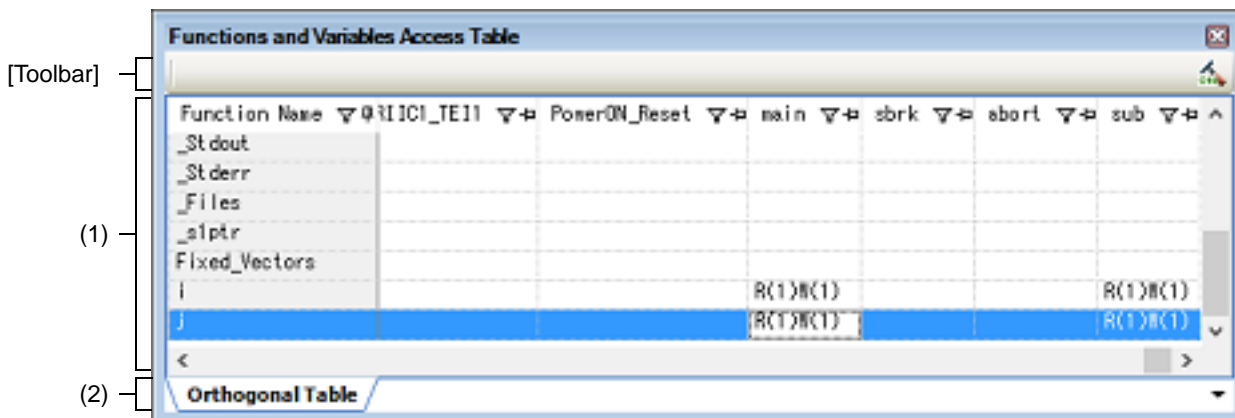 Functions and Variables Access Table
[Toolbar]
Function Name RIIC1_TEI1 PowerON_Reset main sbrk abort sub
_Stdout
_Stderr
_Files
(1) _s1ptr
Fixed_Vectors
i R(1)W(1) R(1)W(1)
j R(1)W(1) R(1)W(1)
(2) Orthogonal Table